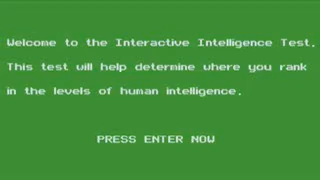 Welcome to the Interactive Intelligence Test.
This test will help determine where you rank
in the levels of human intelligence.
PRESS ENTER NOW